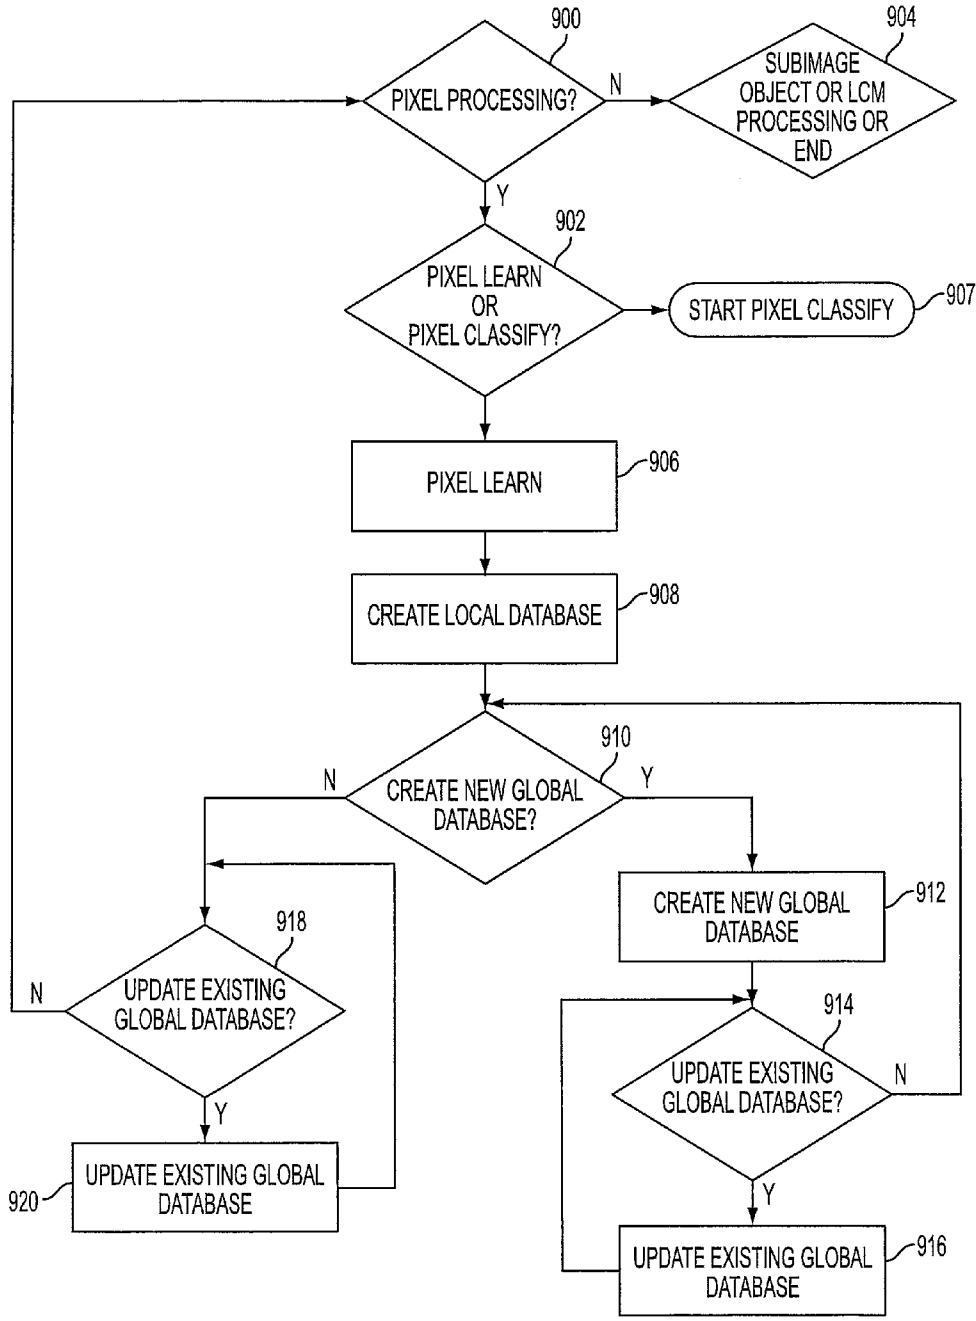 900
PIXEL PROCESSING?
N
904
SUBIMAGE
OBJECT OR LCM
PROCESSING OR
END
Y
902
PIXEL LEARN
OR
PIXEL CLASSIFY?
START PIXEL CLASSIFY
907
PIXEL LEARN
906
CREATE LOCAL DATABASE
908
910
N
CREATE NEW GLOBAL
DATABASE?
Y
CREATE NEW GLOBAL
DATABASE
912
918
N
UPDATE EXISTING
GLOBAL DATABASE?
914
UPDATE EXISTING
GLOBAL DATABASE?
N
Y
920
UPDATE EXISTING GLOBAL
DATABASE
Y
UPDATE EXISTING GLOBAL
DATABASE
916